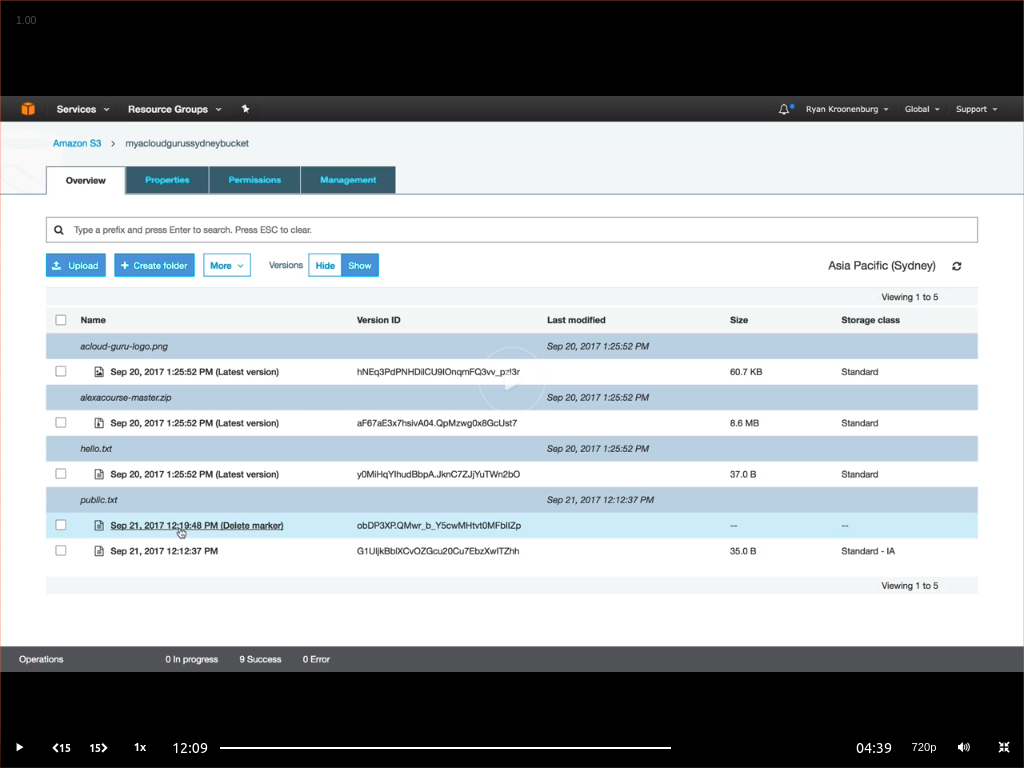 1.00
Services Resource Groups Ryan Kroonenburg Global Support
Amazon S3 > myacloudgurussydneybucket
Overview Properties Permissions Management
Type a prefix and press Enter to search. Press ESC to clear.
Upload + Create folder More Versions Hide Show Asia Pacific (Sydney)
Viewing 1 to 5
Name Version ID Last modified Size Storage class
acloud-guru-logo.png Sep 20, 2017 1:25:52 PM
Sep 20, 2017 1:25:52 PM (Latest version) 60.7 KB Standard
alexacourse-master.zip Sep 20, 2017 1:25:52 PM
Sep 20, 2017 1:25:52 PM (Latest version) aF67aE3x7hsivA04.QpMzwg0x8GcUst7 8.6 MB Standard
hello.txt Sep 20, 2017 1:25:52 PM
Sep 20, 2017 1:25:52 PM (Latest version) 37.0 B Standard
public.txt Sep 21, 2017 12:12:37 PM
Sep 21, 2017 12:19:48 PM (Delete marker) -- --
Sep 21, 2017 12:12:37 PM 35.0 B Standard - IA
Viewing 1 to 5
Operations 0 In progress 9 Success 0 Error
15 15 1x 12:09 04:39 720p